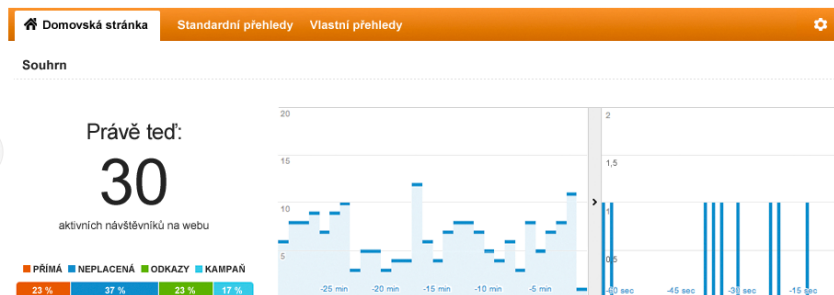 Domovská stránka Standardní přehledy Vlastní přehledy
Souhrn
Právě teď:
30
aktivních návštěvníků na webu
PŘÍMÁ NEPLACENÁ ODKAZY KAMPAŇ
23 % 37 % 23 % 17 %
20
15
10
5
-25 min -20 min -15 min -10 min -5 min
2
1,5
1
0,5
-60 sec -45 sec -30 sec -15 sec